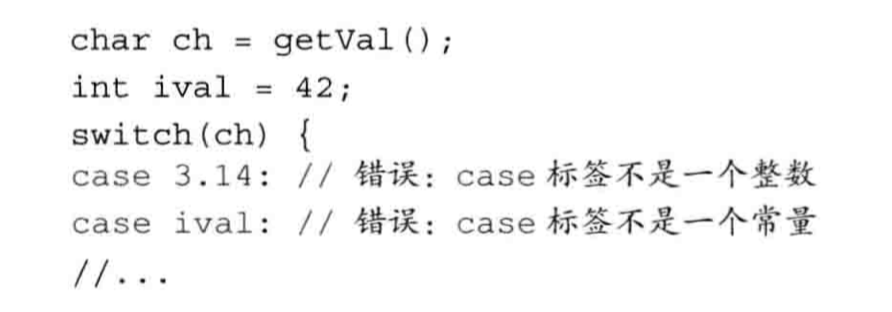 char ch = getVal();
int ival = 42;
switch(ch) {
case 3.14: // 错误：case 标签不是一个整数
case ival: // 错误：case 标签不是一个常量
//...